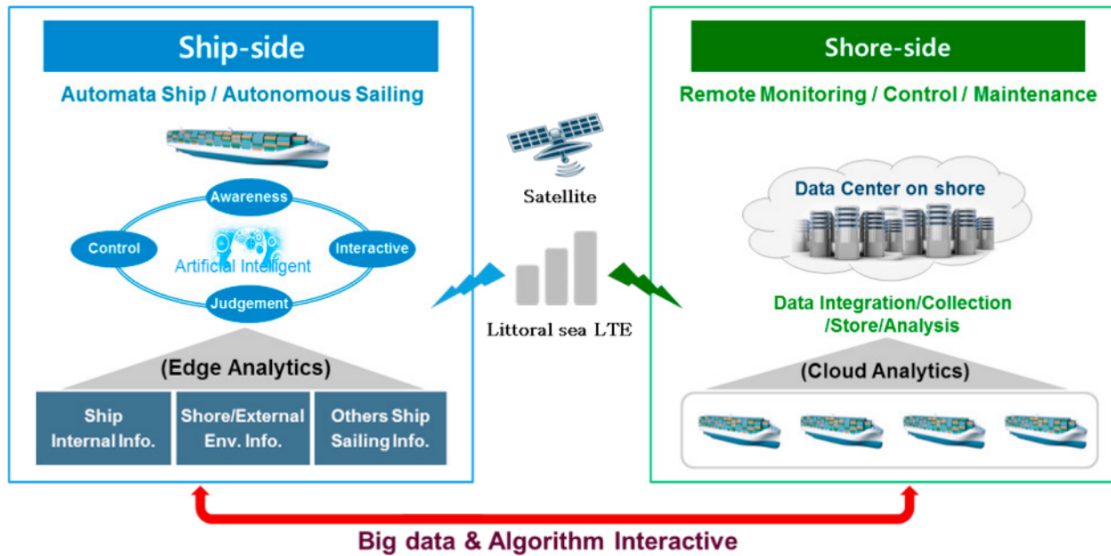 Ship-side
Automata Ship / Autonomous Sailing
Awareness
Control
Interactive
Artificial Intelligent
Judgement
(Edge Analytics)
Ship
Internal Info.
Shore/External
Env. Info.
Others Ship
Sailing Info.
Satellite
Littoral sea LTE
Shore-side
Remote Monitoring / Control / Maintenance
Data Center on shore
Data Integration/Collection
/Store/Analysis
(Cloud Analytics)
Big data & Algorithm Interactive